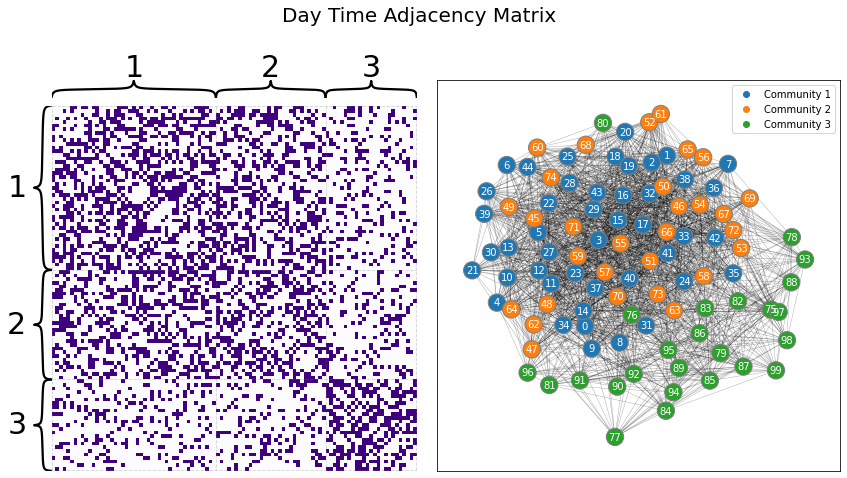 Day Time Adjacency Matrix
1 2 3
1
2
3
Community 1
Community 2
Community 3
61
80 52
20
60 68 65
25 18 1 56
6 44 19 2 7
74 28 38
26 43 16 32 50 36
22 69
39 49 29 46 54
45 15 67
71 17 72
5 3 66 33 42 78
13 55 53
30 27 59 41
51 93
21 12 23 57 35
10 11 40 24 58 88
37
4 48 70 73
64 14 76 63 83 82 75 97
62 34 0 31
86
47 9 8 95 79 98
89
96 92 87 99
81 91 90 85
94
84
77